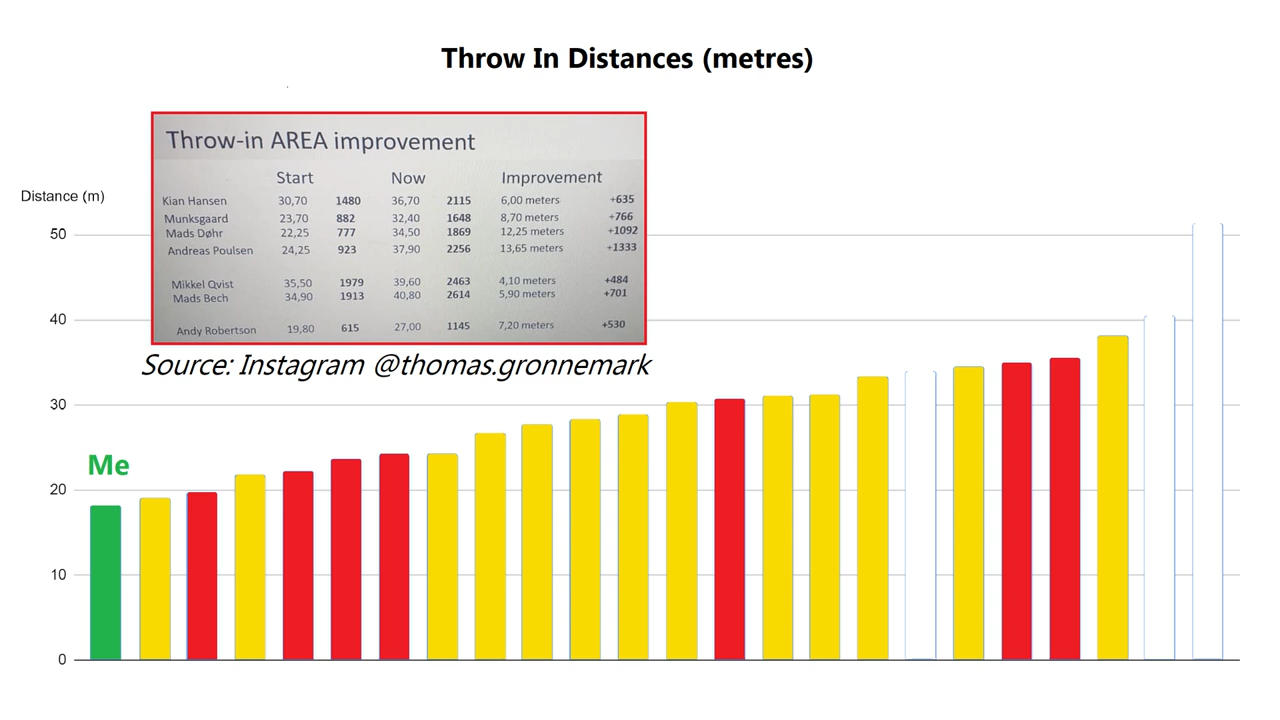 Throw In Distances (metres)
Throw-in AREA improvement
Start Now Improvement
Kian Hansen 30,70 1480 36,70 2115 6,00 meters +635
Munksgaard 23,70 882 32,40 1648 8,70 meters +766
Mads Døhr 22,25 777 34,50 1869 12,25 meters +1092
Andreas Poulsen 24,25 923 37,90 2256 13,65 meters +1333
Mikkel Qvist 35,50 1979 39,60 2463 4,10 meters +484
Mads Bech 34,90 1913 40,80 2614 5,90 meters +701
Andy Robertson 19,80 615 27,00 1145 7,20 meters +530
Source: Instagram @thomas.gronnemark
Distance (m)
50
40
30
Me
20
10
0